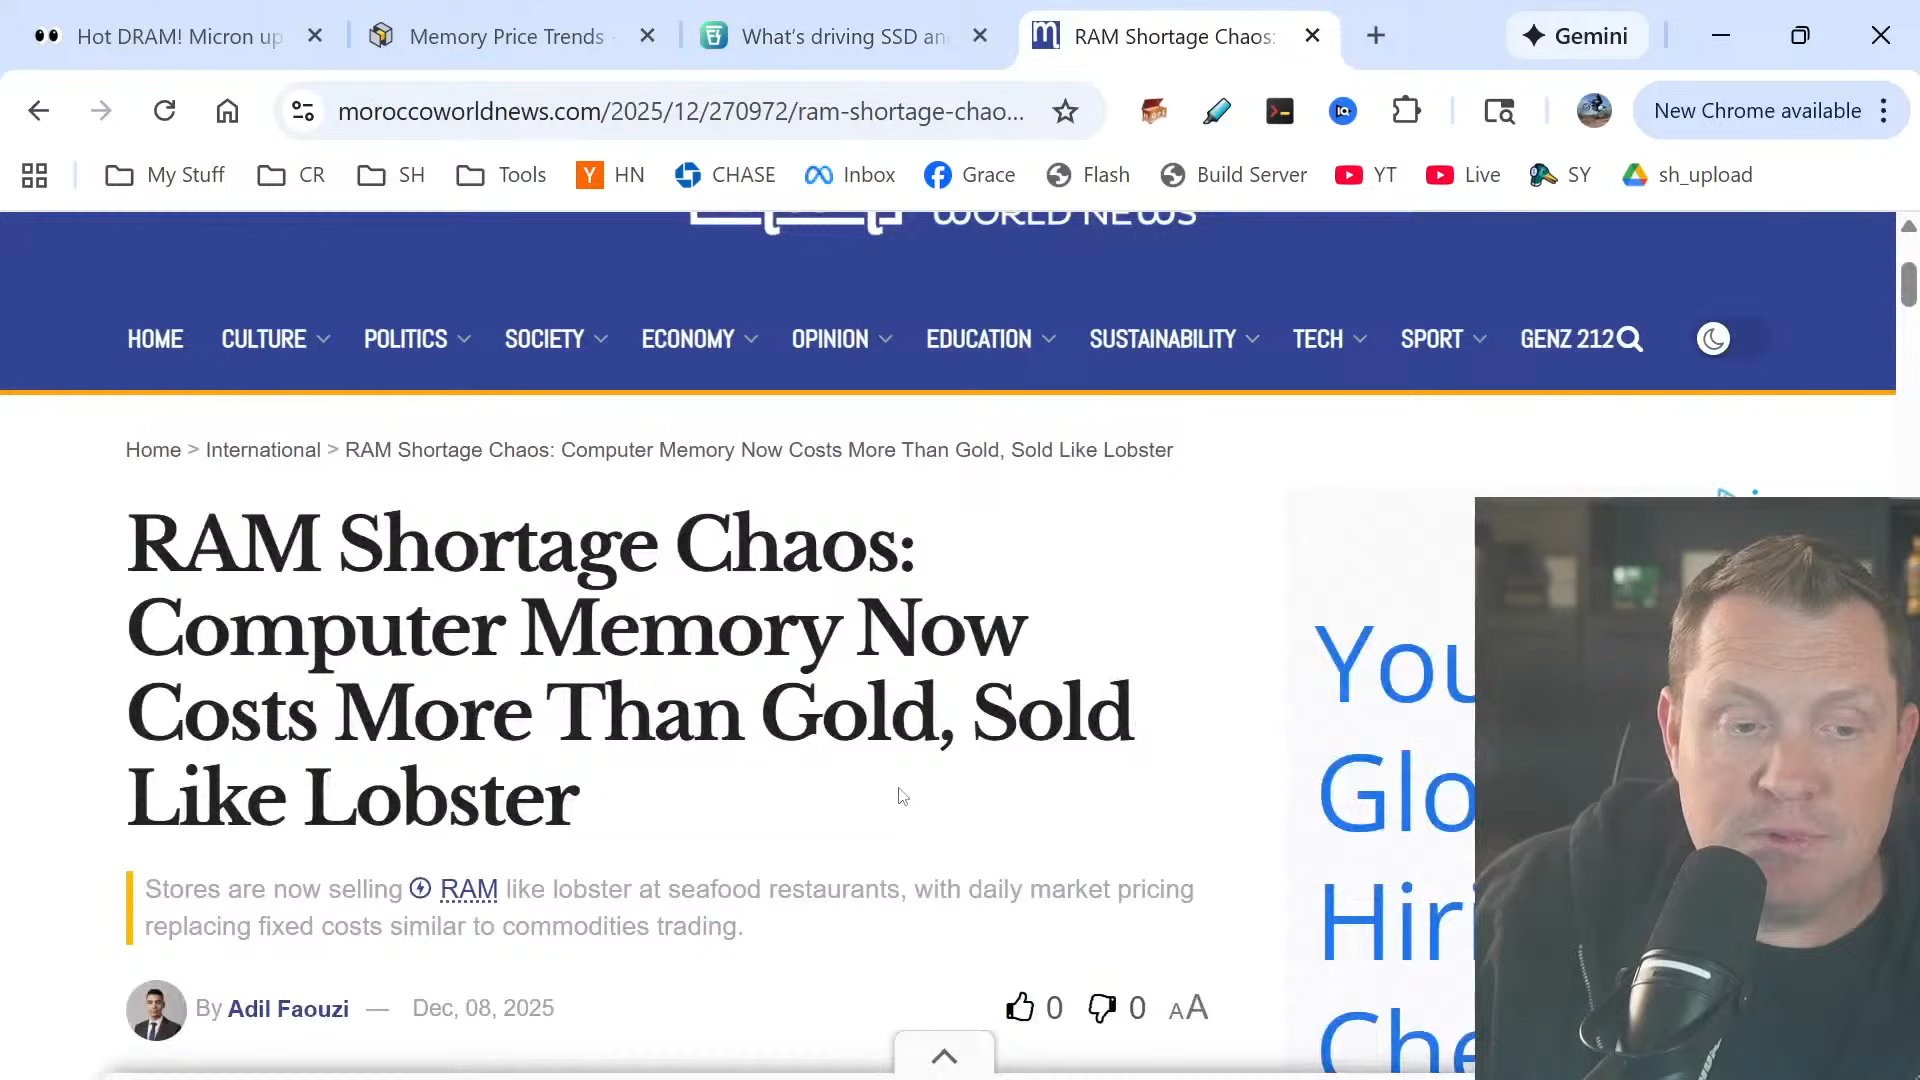 Hot DRAM! Micron up
Memory Price Trends
What's driving SSD an
RAM Shortage Chaos:
Gemini
moroccoworldnews.com/2025/12/270972/ram-shortage-chao...
New Chrome available
My Stuff
CR
SH
Tools
Y HN
CHASE
Inbox
Grace
Flash
Build Server
YT
Live
SY
sh_upload
WORLD NEWS
HOME CULTURE POLITICS SOCIETY ECONOMY OPINION EDUCATION SUSTAINABILITY TECH SPORT GENZ 212
Home > International > RAM Shortage Chaos: Computer Memory Now Costs More Than Gold, Sold Like Lobster
RAM Shortage Chaos:
Computer Memory Now
Costs More Than Gold, Sold
Like Lobster
Stores are now selling RAM like lobster at seafood restaurants, with daily market pricing
replacing fixed costs similar to commodities trading.
By Adil Faouzi — Dec, 08, 2025
0 0 AA
You
Glo
Hiri
Che